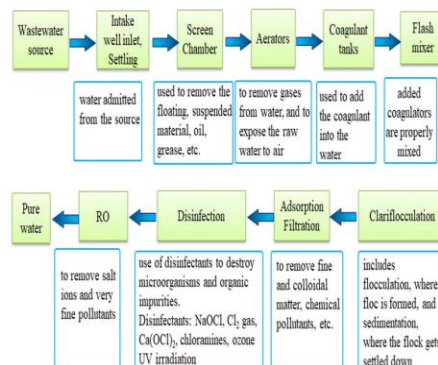 Wastewater
source
Intake
well inlet,
Settling
Screen
Chamber
Aerators
Coagulant
tanks
Flash
mixer
water admitted
from the source
used to remove the
floating, suspended
material, oil,
grease, etc.
to remove gases
from water, and to
expose the raw
water to air
used to add
the coagulant
into the
water
added
coagulators
are properly
mixed
Pure
water
RO
Disinfection
Adsorption
Filtration
Clariflocculation
to remove salt
ions and very
fine pollutants
use of disinfectants to destroy
microorganisms and organic
impurities.
Disinfectants: NaOCl, Cl₂ gas,
Ca(OCl)₂, chloramines, ozone
UV irradiation
to remove fine
and colloidal
matter, chemical
pollutants, etc.
includes
flocculation, where
floc is formed, and
sedimentation,
where the flock gets
settled down